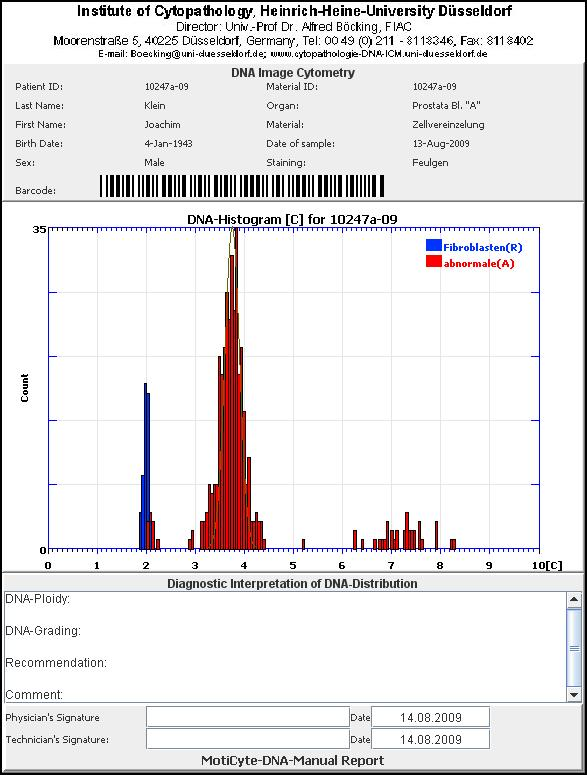 Institute of Cytopathology, Heinrich-Heine-University Düsseldorf
Director: Univ.-Prof Dr. Alfred Böcking, FIAC
Moorenstraße 5, 40225 Düsseldorf, Germany, Tel: 00 49 (0) 211 - 8118346, Fax: 8118402
E-mail: Boecking@uni-duesseldorf.de; www.cytopathologie-DNA-ICM.uni-duesseldorf.de
DNA Image Cytometry
Patient ID: 10247a-09 Material ID: 10247a-09
Last Name: Klein Organ: Prostata Bl. "A"
First Name: Joachim Material: Zellvereinzelung
Birth Date: 4-Jan-1943 Date of sample: 13-Aug-2009
Sex: Male Staining: Feulgen
Barcode:
DNA-Histogram [C] for 10247a-09
35
Fibroblasten(R)
abnormale(A)
Count
0
0 1 2 3 4 5 6 7 8 9 10[C]
Diagnostic Interpretation of DNA-Distribution
DNA-Ploidy:
DNA-Grading:
Recommendation:
Comment:
Physician's Signature Date 14.08.2009
Technician's Signature: Date 14.08.2009
MotiCyte-DNA-Manual Report